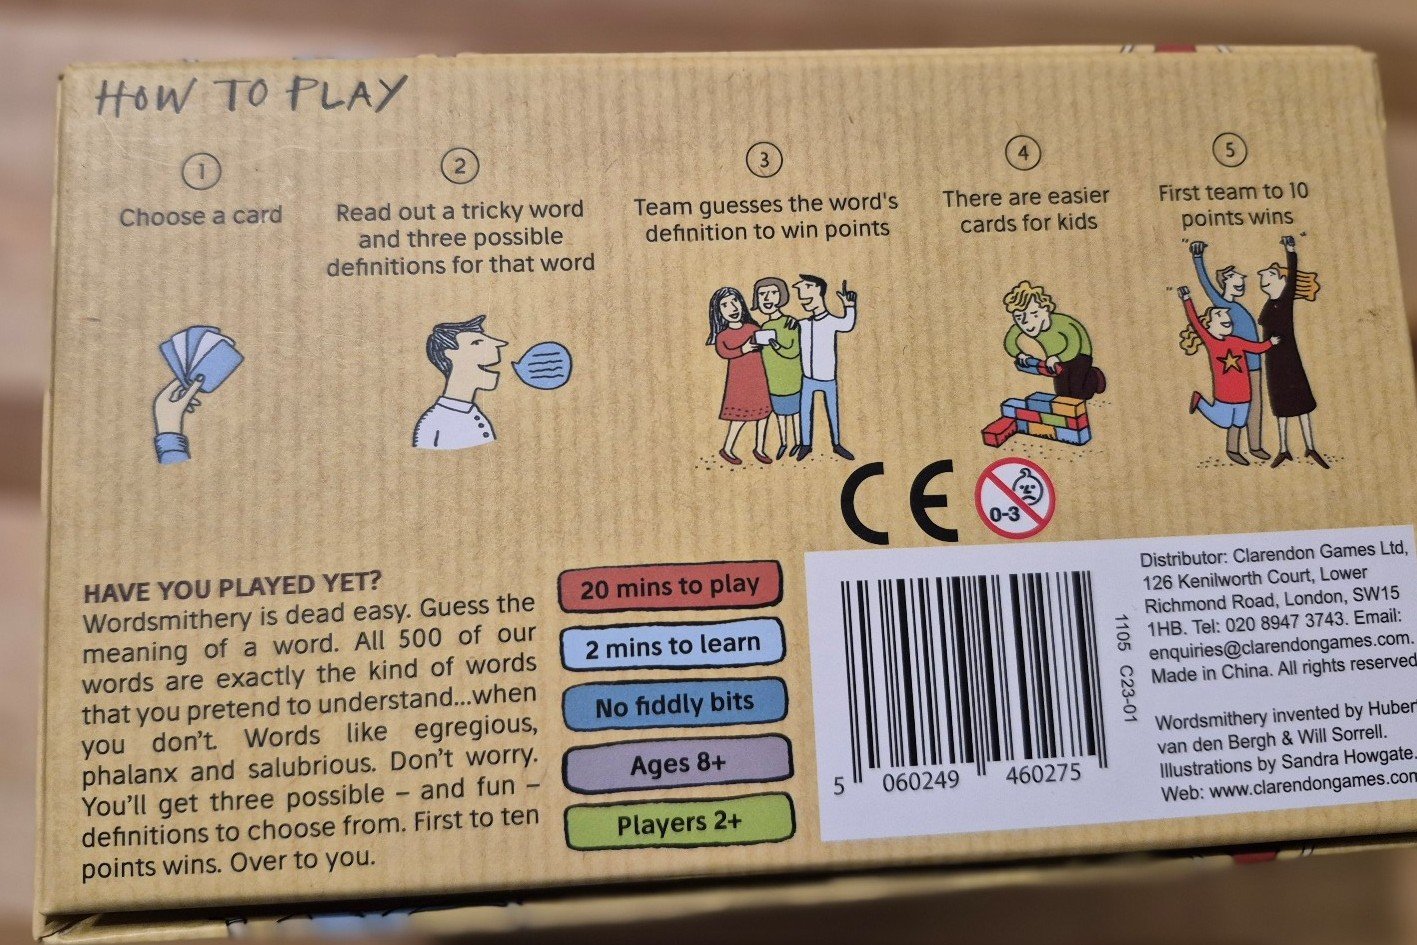 HOW TO PLAY
1
Choose a card
2
Read out a tricky word
and three possible
definitions for that word
3
Team guesses the word's
definition to win points
4
There are easier
cards for kids
5
First team to 10
points wins
CE
0-3
HAVE YOU PLAYED YET?
Wordsmithery is dead easy. Guess the
meaning of a word. All 500 of our
words are exactly the kind of words
that you pretend to understand...when
you don't. Words like egregious,
phalanx and salubrious. Don't worry.
You'll get three possible – and fun –
definitions to choose from. First to ten
points wins. Over to you.
20 mins to play
2 mins to learn
No fiddly bits
Ages 8+
Players 2+
5 060249 460275
1105 C23-01
Distributor: Clarendon Games Ltd,
126 Kenilworth Court, Lower
Richmond Road, London, SW15
1HB. Tel: 020 8947 3743. Email:
enquiries@clarendongames.com.
Made in China. All rights reserved
Wordsmithery invented by Huber
van den Bergh & Will Sorrell.
Illustrations by Sandra Howgate.
Web: www.clarendongames.com